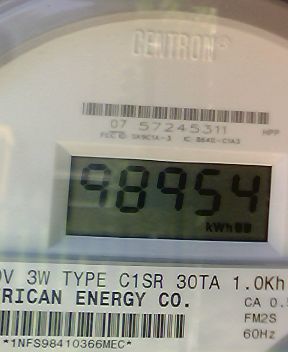 CENTRON®
07 57245311 HPP
98954
kWh
0V 3W TYPE C1SR 30TA 1.0Kh
RICAN ENERGY CO.
CA 0.5
FM2S
60Hz
*1NFS98410366MEC*